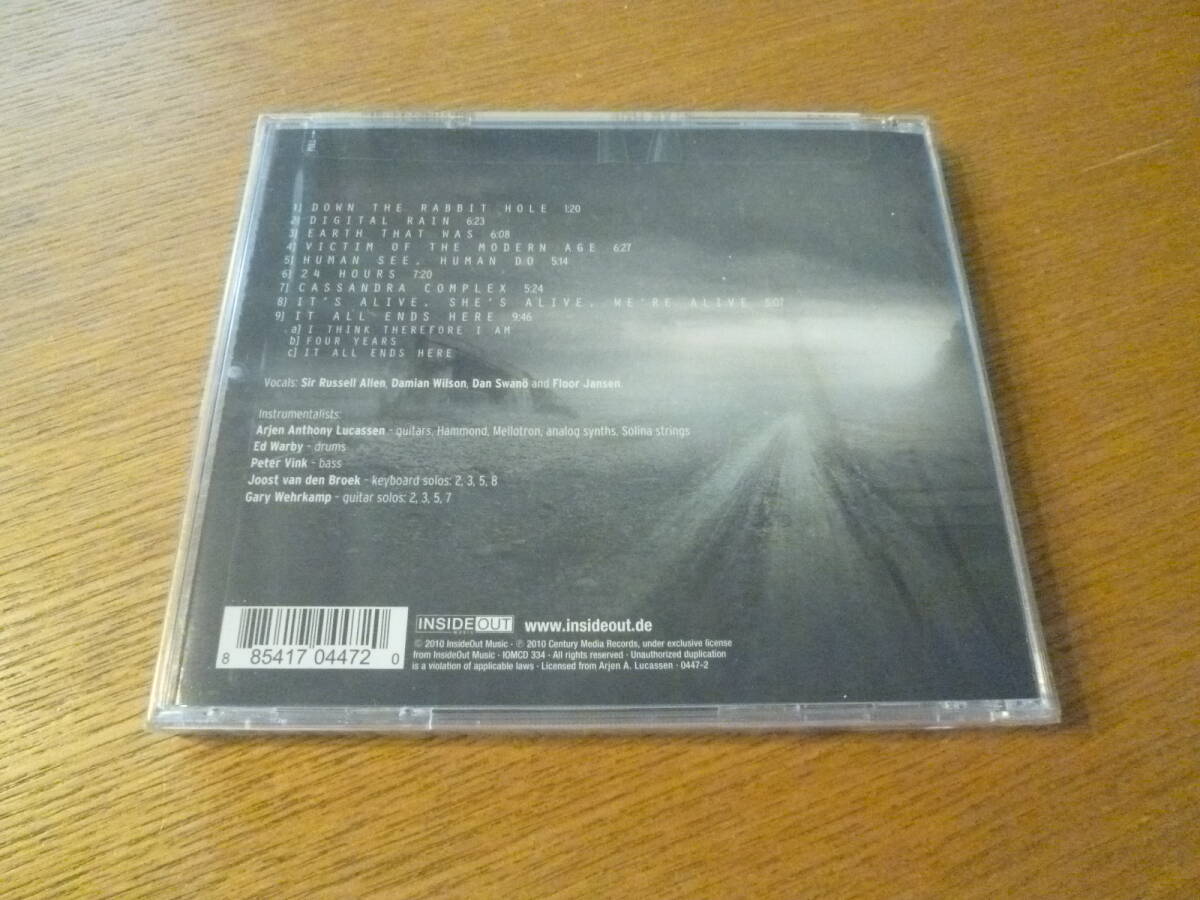 1] DOWN THE RABBIT HOLE 1:20
2] DIGITAL RAIN 6:23
3] EARTH THAT WAS 6:08
4] VICTIM OF THE MODERN AGE 6:27
5] HUMAN SEE, HUMAN DO 5:14
6] 24 HOURS 7:20
7] CASSANDRA COMPLEX 5:24
8] IT'S ALIVE, SHE'S ALIVE, WE'RE ALIVE 5:07
9] IT ALL ENDS HERE 9:46
a] I THINK THEREFORE I AM
b] FOUR YEARS
c] IT ALL ENDS HERE
Vocals: Sir Russell Allen, Damian Wilson, Dan Swanö and Floor Jansen.
Instrumentalists:
Arjen Anthony Lucassen - guitars, Hammond, Mellotron, analog synths, Solina strings
Ed Warby - drums
Peter Vink - bass
Joost van den Broek - keyboard solos: 2, 3, 5, 8
Gary Wehrkamp - guitar solos: 2, 3, 5, 7
8 85417 04472 0
INSIDEOUT MUSIC www.insideout.de
© 2010 InsideOut Music · ℗ 2010 Century Media Records, under exclusive license
from InsideOut Music · IOMCD 334 · All rights reserved · Unauthorized duplication
is a violation of applicable laws · Licensed from Arjen A. Lucassen · 0447-2